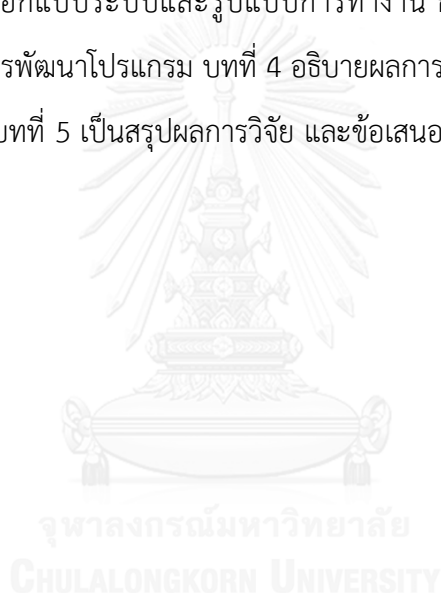 อกแบบระบบและรูปแบบการทำงาน
รพัฒนาโปรแกรม บทที่ 4 อธิบายผลการ
บทที่ 5 เป็นสรุปผลการวิจัย และข้อเสนอ
จุฬาลงกรณ์มหาวิทยาลัย
CHULALONGKORN UNIVERSITY